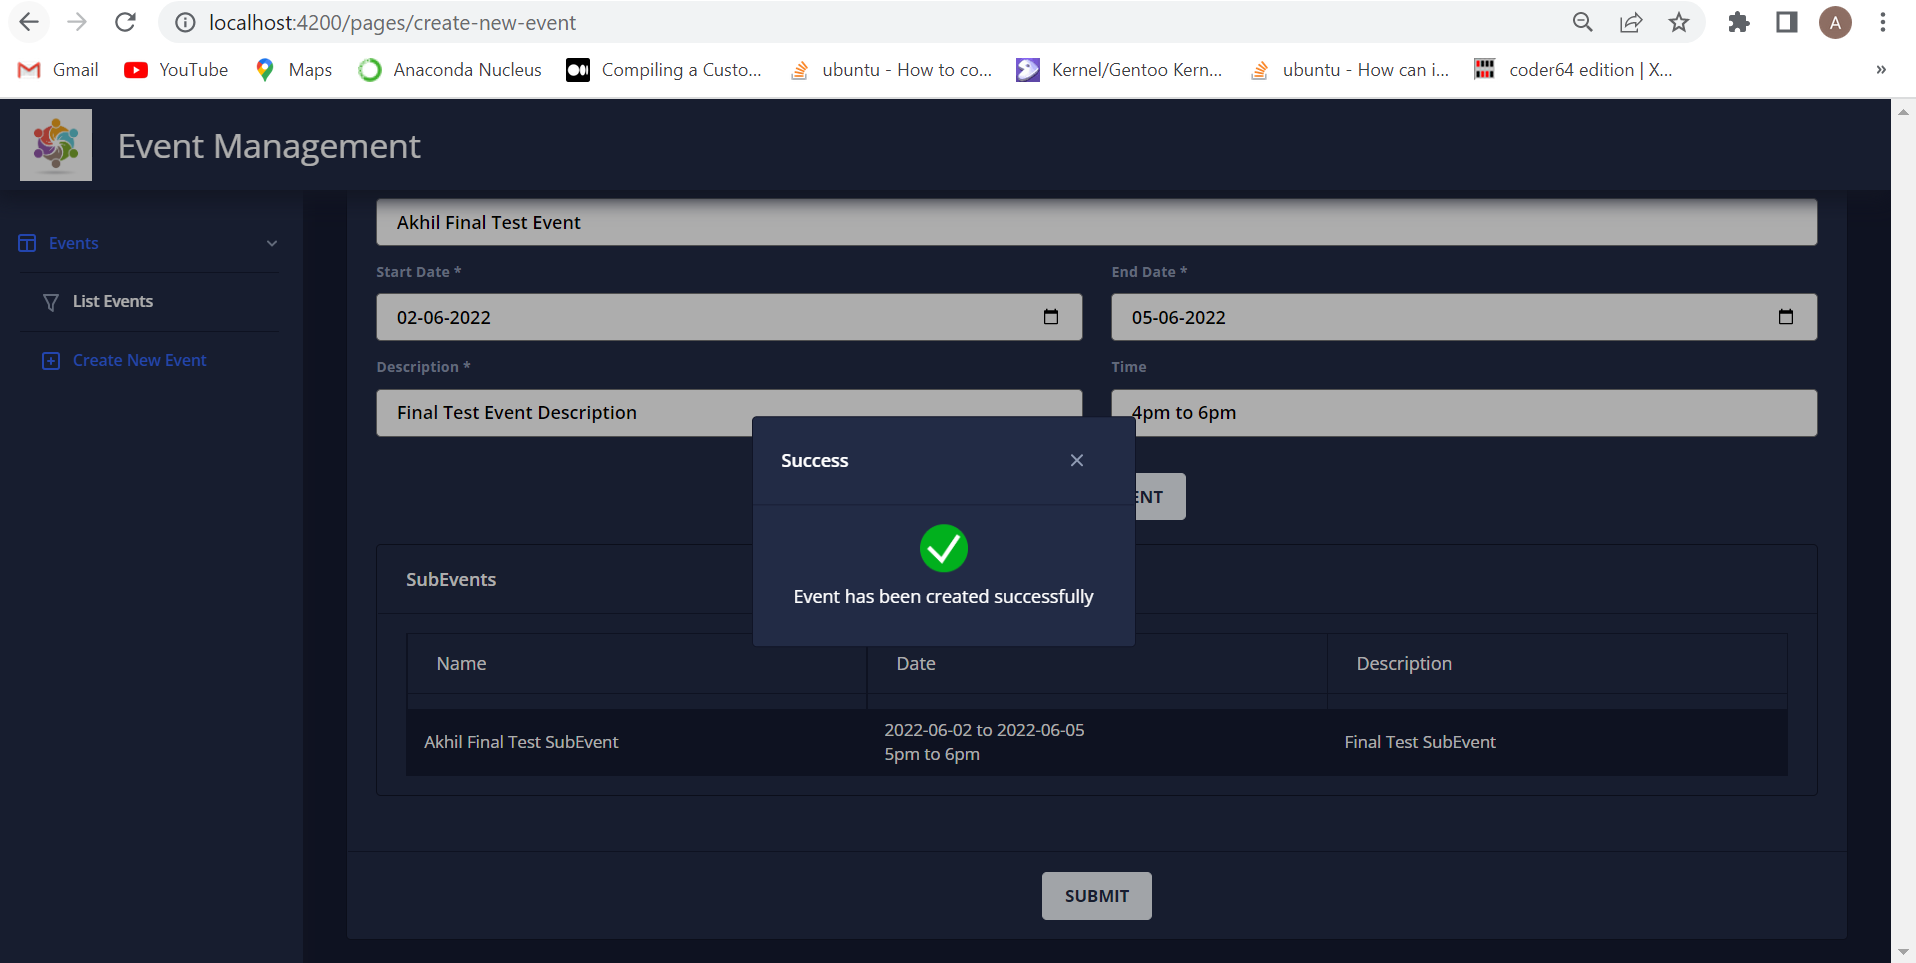 localhost:4200/pages/create-new-event
A
Gmail
YouTube
Maps
Anaconda Nucleus
Compiling a Custo...
ubuntu - How to co...
Kernel/Gentoo Kern...
ubuntu - How can i...
coder64 edition | X...
»
Event Management
Events
List Events
Create New Event
Akhil Final Test Event
Start Date *
End Date *
02-06-2022
05-06-2022
Description *
Time
Final Test Event Description
4pm to 6pm
Success
ENT
Event has been created successfully
SubEvents
Name
Date
Description
Akhil Final Test SubEvent
2022-06-02 to 2022-06-05
5pm to 6pm
Final Test SubEvent
SUBMIT